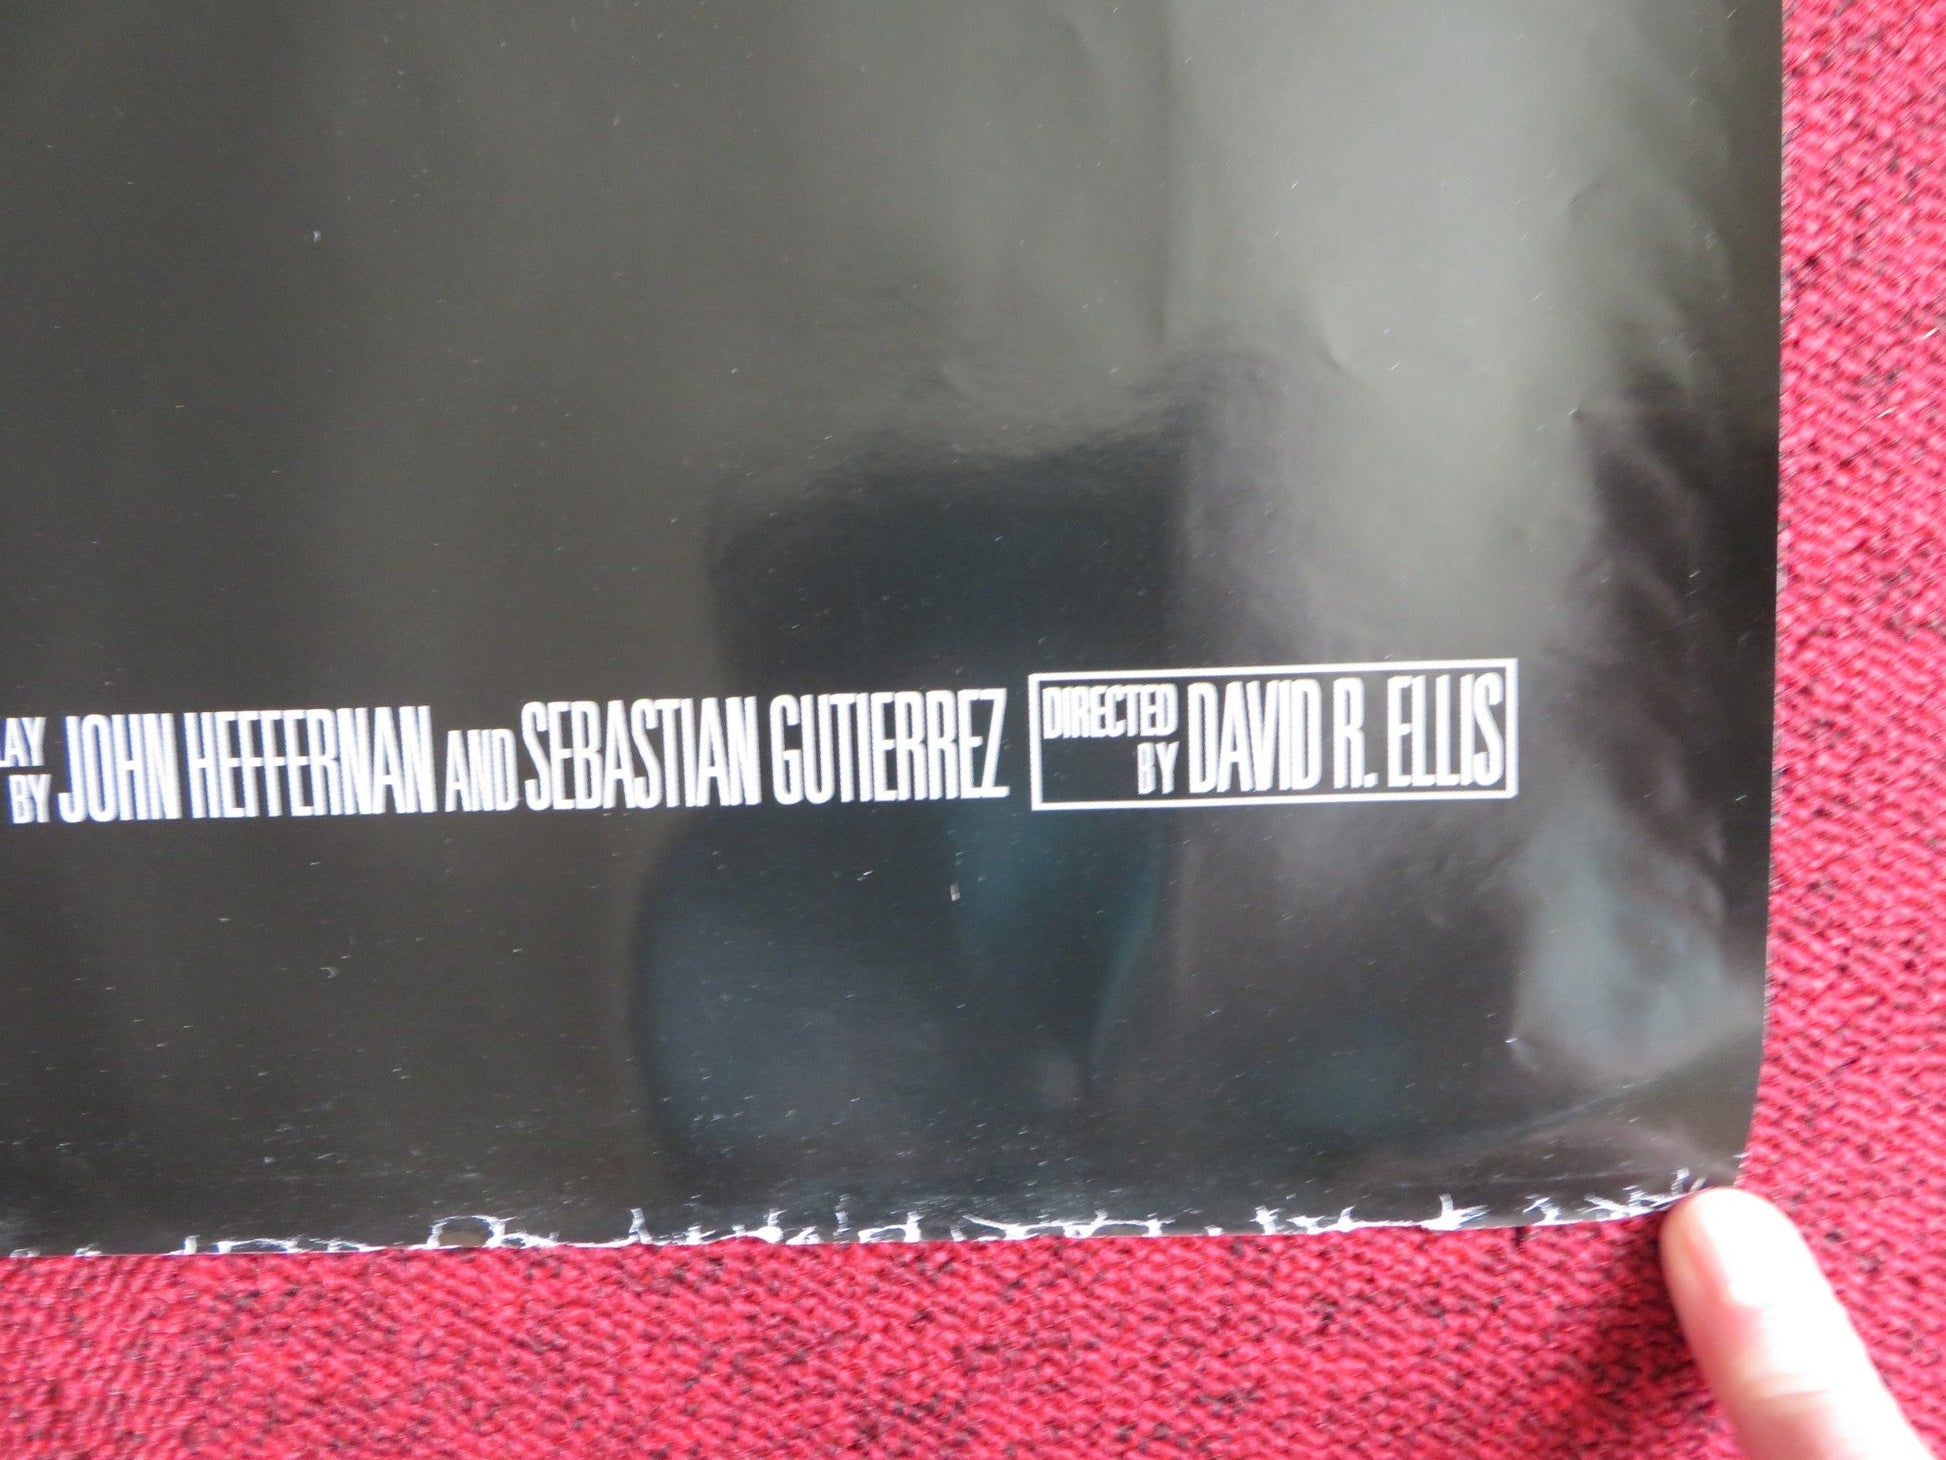 LAY BY JOHN HEFFERNAN AND SEBASTIAN GUTIERREZ DIRECTED BY DAVID R. ELLIS